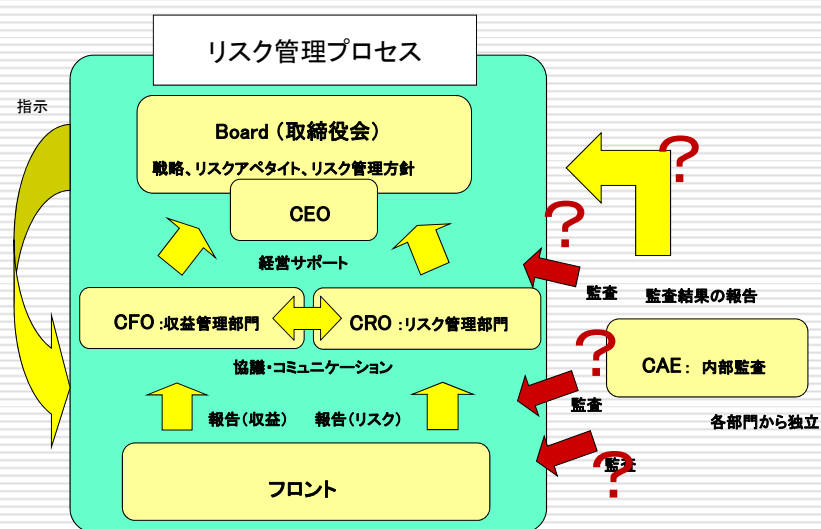 リスク管理プロセス
指示
Board（取締役会）
戦略、リスクアペタイト、リスク管理方針
CEO
?
?
経営サポート
監査
監査結果の報告
CFO：収益管理部門
CRO：リスク管理部門
?
CAE： 内部監査
協議・コミュニケーション
監査
報告（収益）
報告（リスク）
各部門から独立
監査
?
フロント